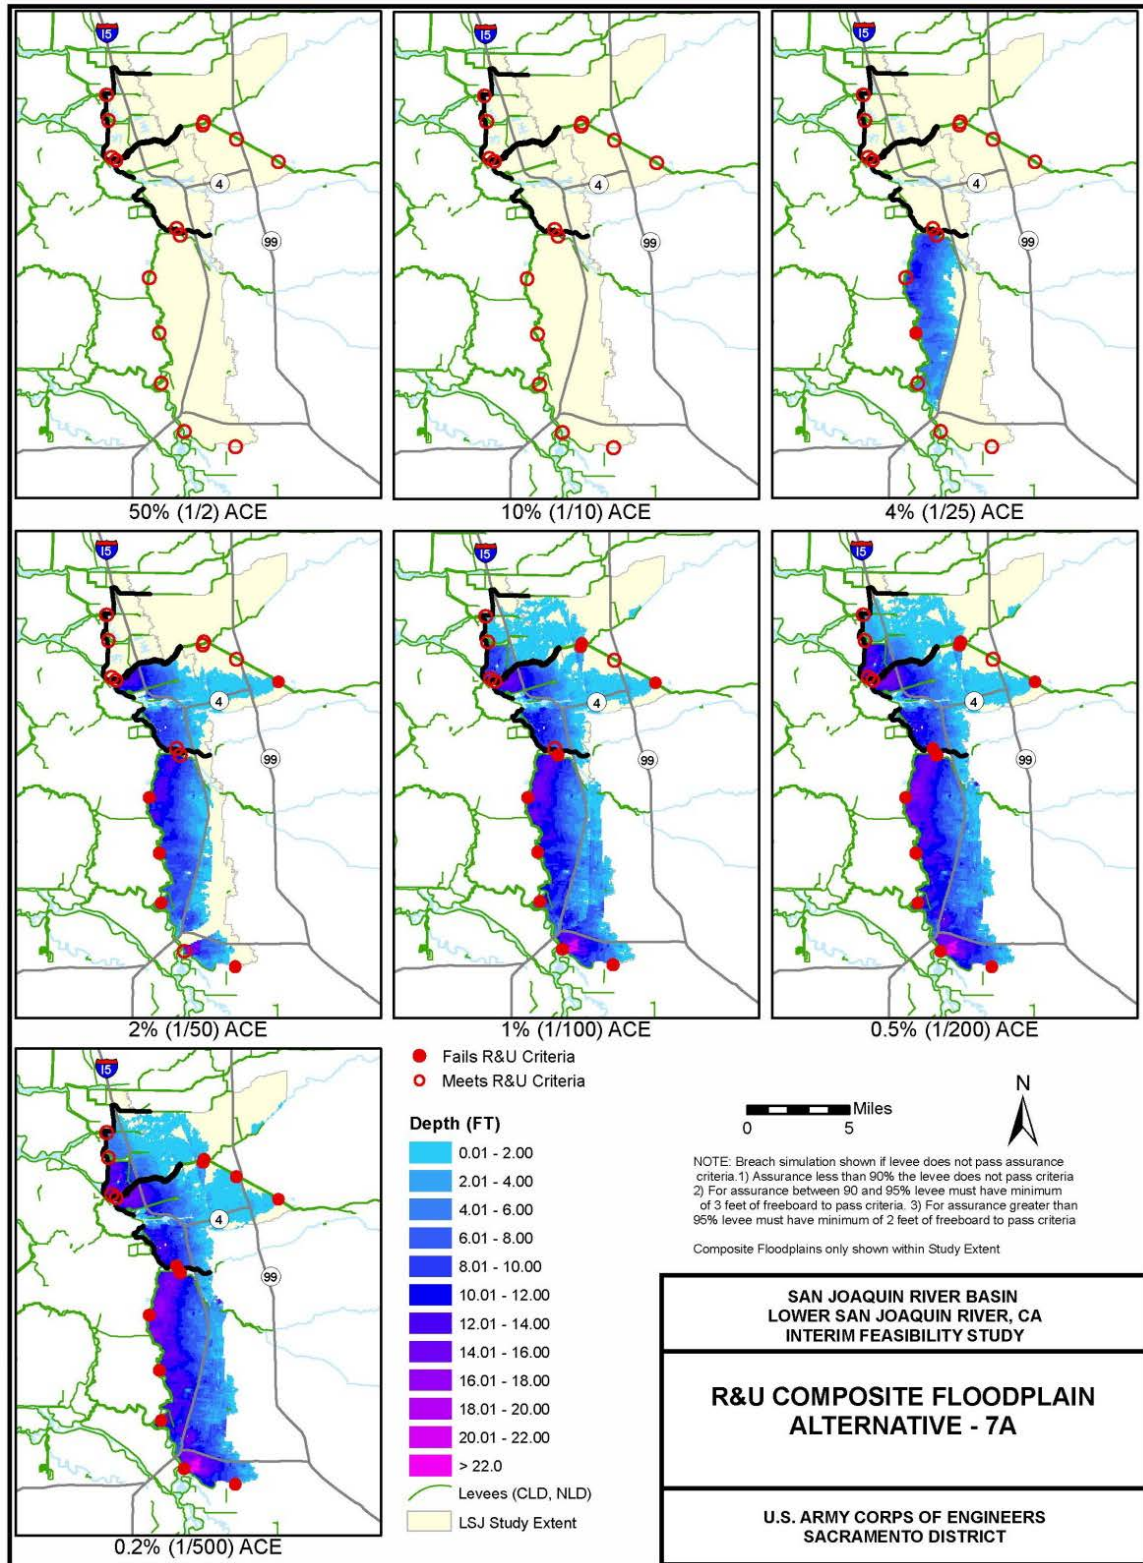 15
4
99
50% (1/2) ACE
15
4
99
10% (1/10) ACE
15
4
99
4% (1/25) ACE
15
4
99
2% (1/50) ACE
15
4
99
1% (1/100) ACE
15
4
99
0.5% (1/200) ACE
15
4
99
0.2% (1/500) ACE
Fails R&U Criteria
Meets R&U Criteria
Depth (FT)
0.01 - 2.00
2.01 - 4.00
4.01 - 6.00
6.01 - 8.00
8.01 - 10.00
10.01 - 12.00
12.01 - 14.00
14.01 - 16.00
16.01 - 18.00
18.01 - 20.00
20.01 - 22.00
> 22.0
Levees (CLD, NLD)
LSJ Study Extent
Miles
0 5
N
NOTE: Breach simulation shown if levee does not pass assurance
criteria.1) Assurance less than 90% the levee does not pass criteria
2) For assurance between 90 and 95% levee must have minimum
of 3 feet of freeboard to pass criteria. 3) For assurance greater than
95% levee must have minimum of 2 feet of freeboard to pass criteria
Composite Floodplains only shown within Study Extent
SAN JOAQUIN RIVER BASIN
LOWER SAN JOAQUIN RIVER, CA
INTERIM FEASIBILITY STUDY
R&U COMPOSITE FLOODPLAIN
ALTERNATIVE - 7A
U.S. ARMY CORPS OF ENGINEERS
SACRAMENTO DISTRICT